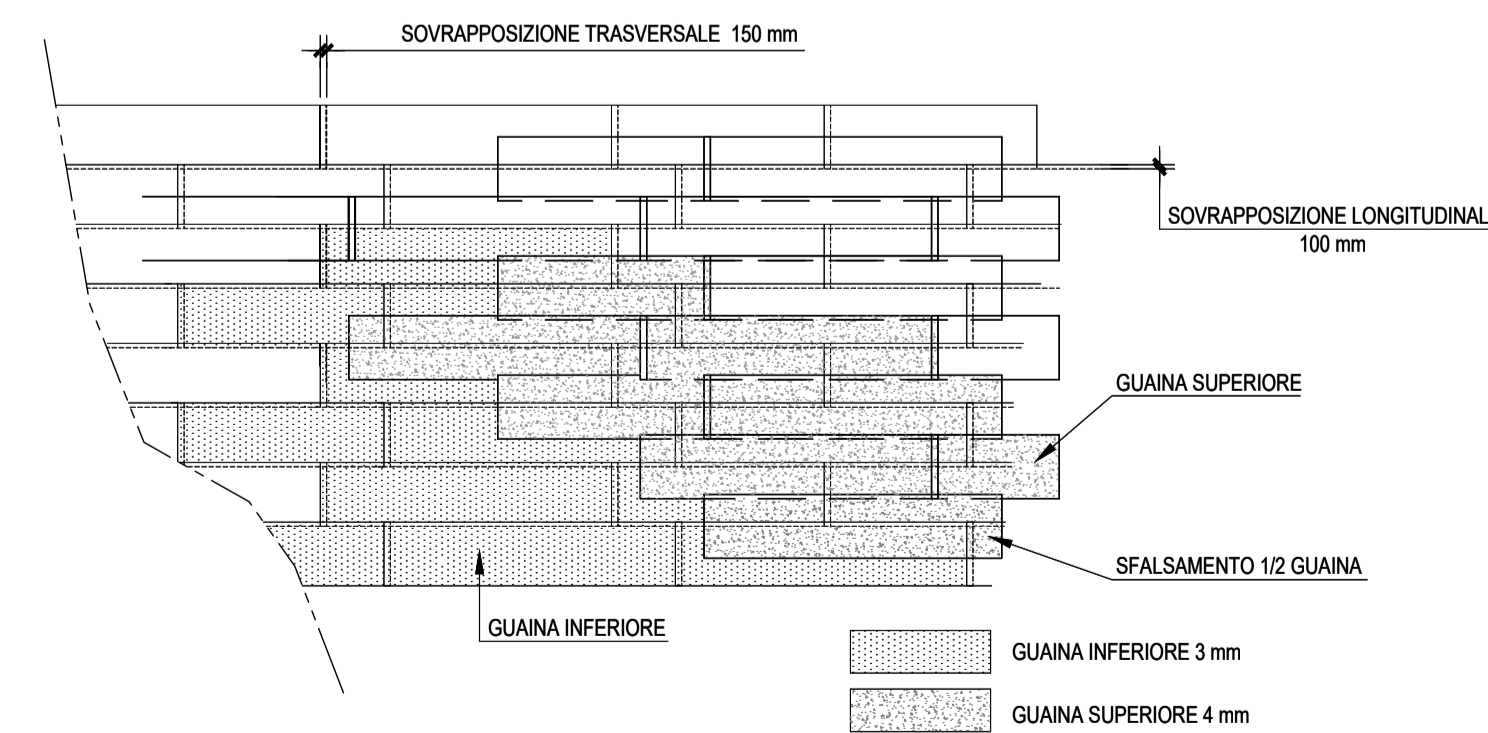 SOVRAPPOSIZIONE TRASVERSALE 150 mm
SOVRAPPOSIZIONE LONGITUDINAL
100 mm
GUAINA SUPERIORE
SFALSAMENTO 1/2 GUAINA
GUAINA INFERIORE
GUAINA INFERIORE 3 mm
GUAINA SUPERIORE 4 mm